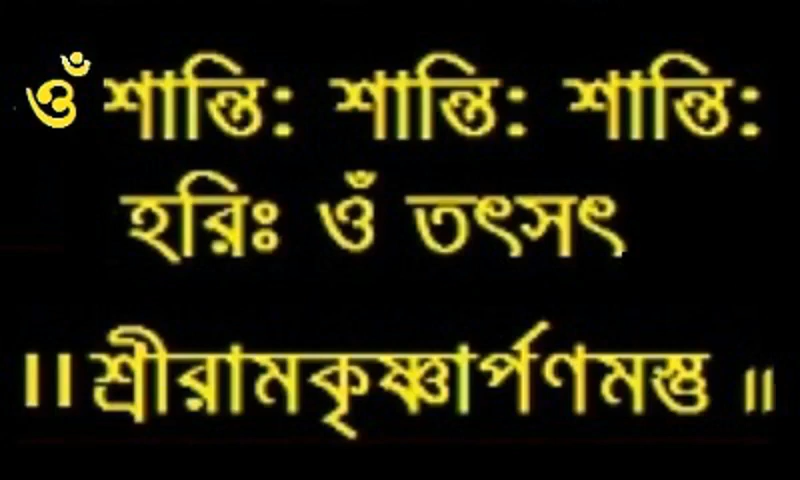 ওঁ শান্তি: শান্তি: শান্তি:
হরিঃ ওঁ তৎসৎ
।। শ্রীরামকৃষ্ণার্পণমস্তু ॥